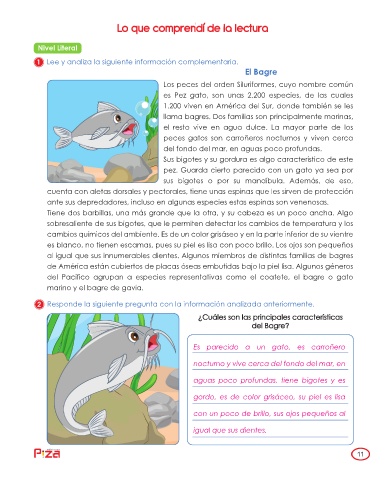 Lo que comprendí de la lectura
Nivel Literal
1 Lee y analiza la siguiente información complementaria.
El Bagre
Los peces del orden Siluriformes, cuyo nombre común
es Pez gato, son unas 2.200 especies, de las cuales
1.200 viven en América del Sur, donde también se les
llama bagres. Dos familias son principalmente marinas,
el resto vive en agua dulce. La mayor parte de los
peces gatos son carroñeros nocturnos y viven cerca
del fondo del mar, en aguas poco profundas.
Sus bigotes y su gordura es algo característico de este
pez. Guarda cierto parecido con un gato ya sea por
sus bigotes o por su mandíbula. Además, de eso,
cuenta con aletas dorsales y pectorales, tiene unas espinas que les sirven de protección
ante sus depredadores, incluso en algunas especies estas espinas son venenosas.
Tiene dos barbillas, una más grande que la otra, y su cabeza es un poco ancha. Algo
sobresaliente de sus bigotes, que le permiten detectar los cambios de temperatura y los
cambios químicos del ambiente. Es de un color grisáseo y en la parte inferior de su vientre
es blanco, no tienen escamas, pues su piel es lisa con poco brillo. Los ojos son pequeños
al igual que sus innumerables dientes. Algunos miembros de distintas familias de bagres
de América están cubiertos de placas óseas embutidas bajo la piel lisa. Algunos géneros
del Pacífico agrupan a especies representativas como el coatete, el bagre o gato
marino y el bagre de gavia.
2 Responde la siguiente pregunta con la información analizada anteriormente.
¿Cuáles son las principales características
del Bagre?
Es parecido a un gato, es carroñero
nocturno y vive cerca del fondo del mar, en
aguas poco profundas, tiene bigotes y es
gordo, es de color grisáceo, su piel es lisa
con un poco de brillo, sus ojos pequeños al
igual que sus dientes.
Piza
11